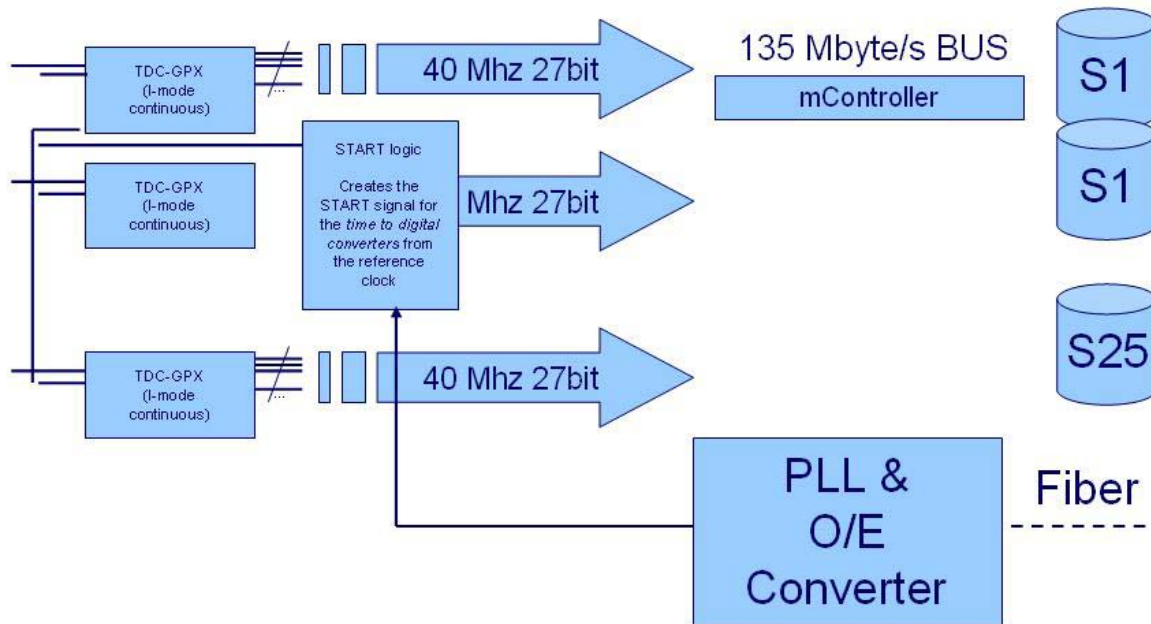 TDC-GPX
(I-mode
continuous)
...
40 Mhz 27bit
135 Mbyte/s BUS
mController
S1
TDC-GPX
(I-mode
continuous)
START logic
Creates the
START signal for
the time to digital
converters from
the reference
clock
Mhz 27bit
S1
TDC-GPX
(I-mode
continuous)
...
40 Mhz 27bit
S25
PLL &
O/E
Converter
Fiber